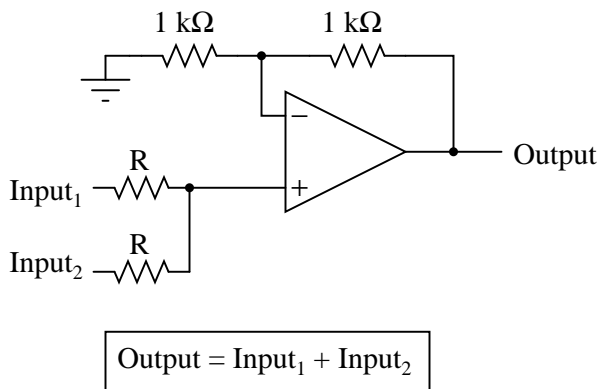 1 kΩ 1 kΩ
−
Output
R
Input₁
+
R
Input₂
Output = Input₁ + Input₂